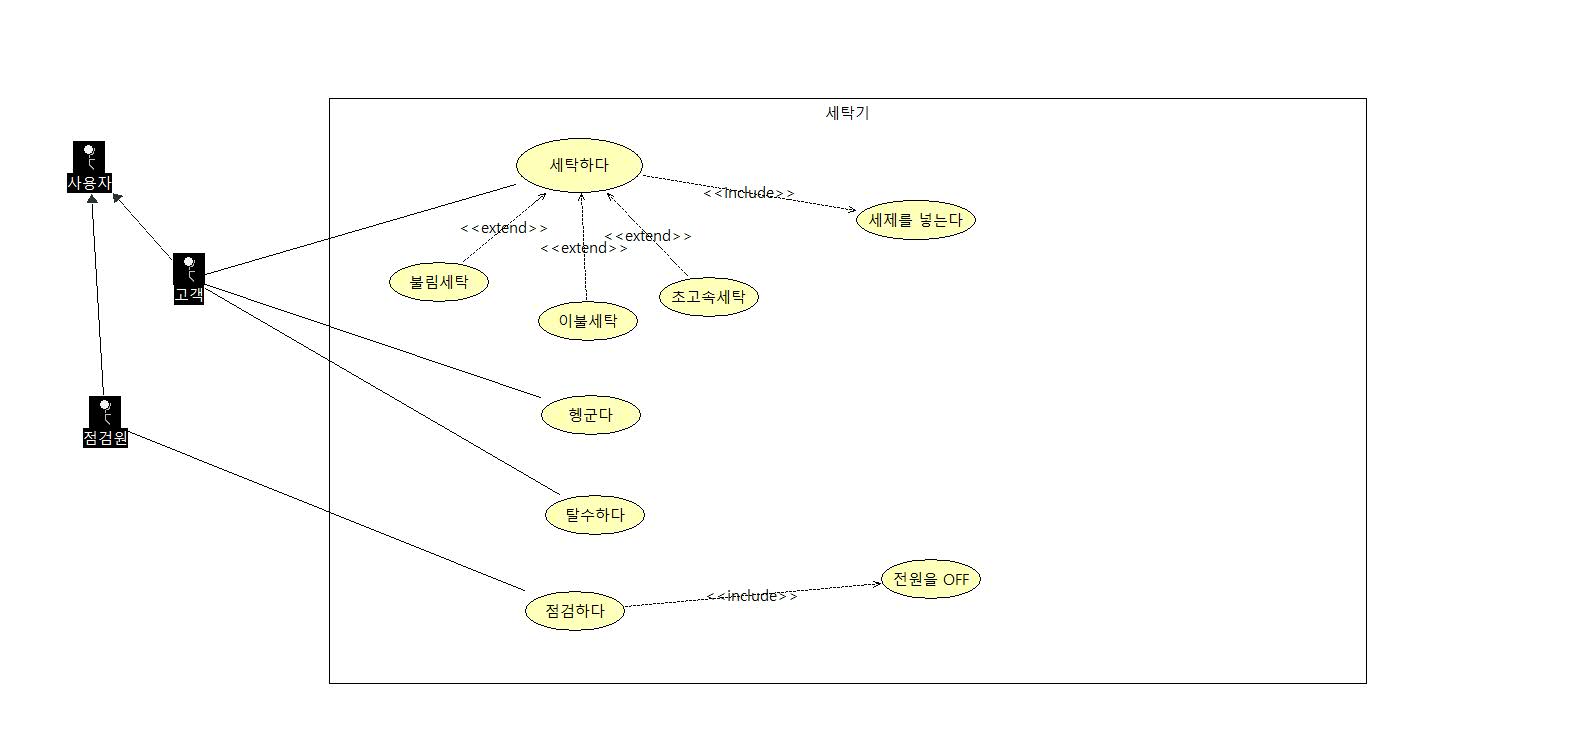 세탁기
사용자
세탁하다
<<include>>
세제를 넣는다
<<extend>>
<<extend>>
<<extend>>
고객
불림세탁
이불세탁
초고속세탁
헹군다
점검원
탈수하다
전원을 OFF
<<include>>
점검하다